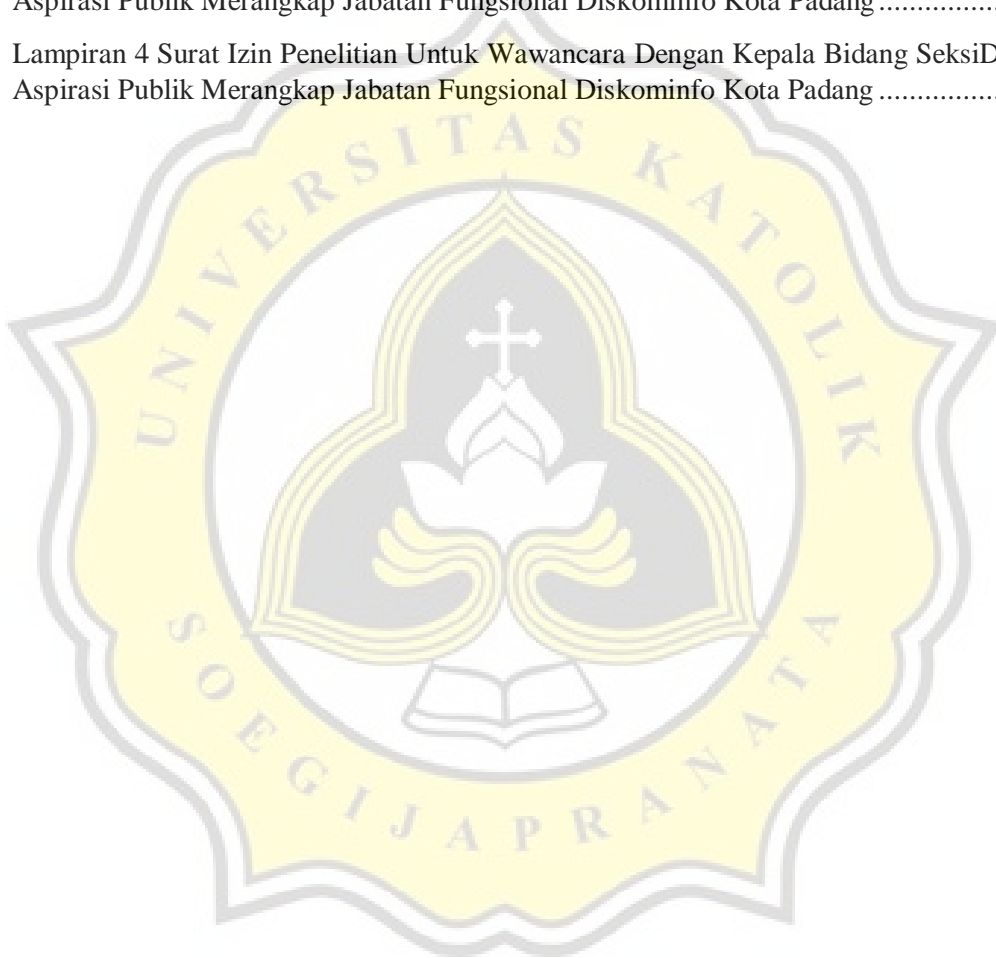 Aspirasi Publik Merangkap Jabatan Fungsional Diskominfo Kota Padang ...............
Lampiran 4 Surat Izin Penelitian Untuk Wawancara Dengan Kepala Bidang SeksiD
Aspirasi Publik Merangkap Jabatan Fungsional Diskominfo Kota Padang ...............
UNIVERSITAS KATOLIK
SOEGIJAPRANATA